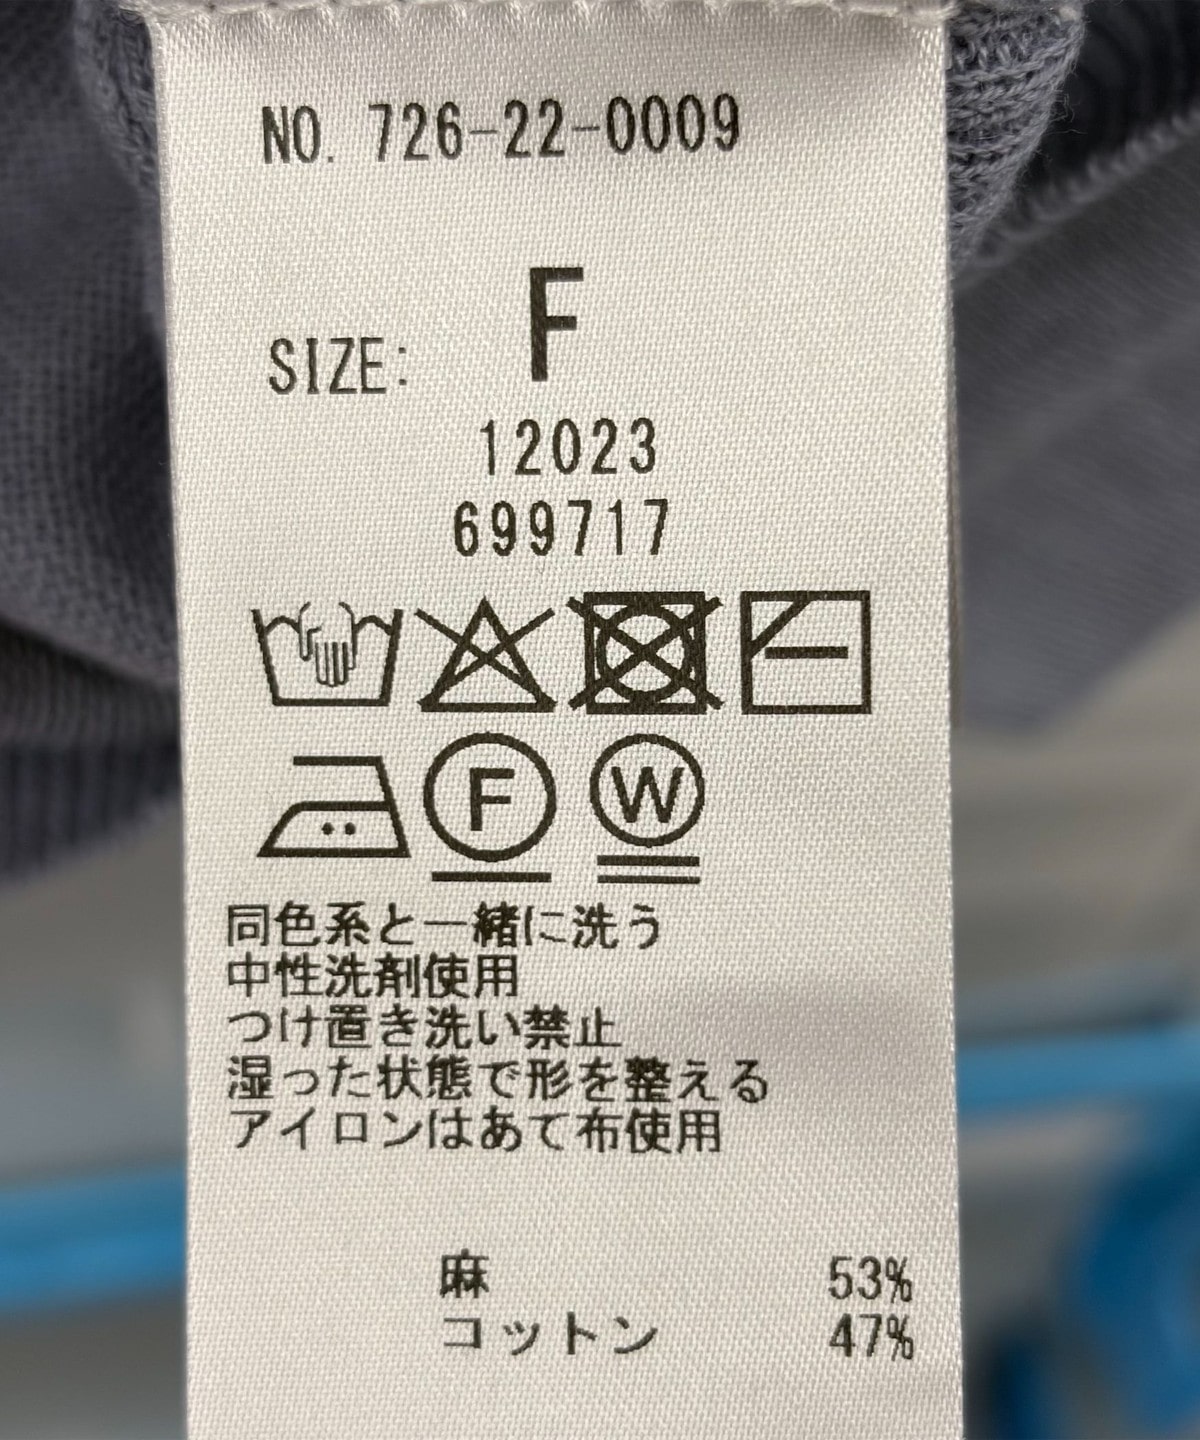 NO. 726-22-0009
F
SIZE:
12023
699717
F W
同色系と一緒に洗う
中性洗剤使用
つけ置き洗い禁止
湿った状態で形を整える
アイロンはあて布使用
麻 53%
コットン 47%